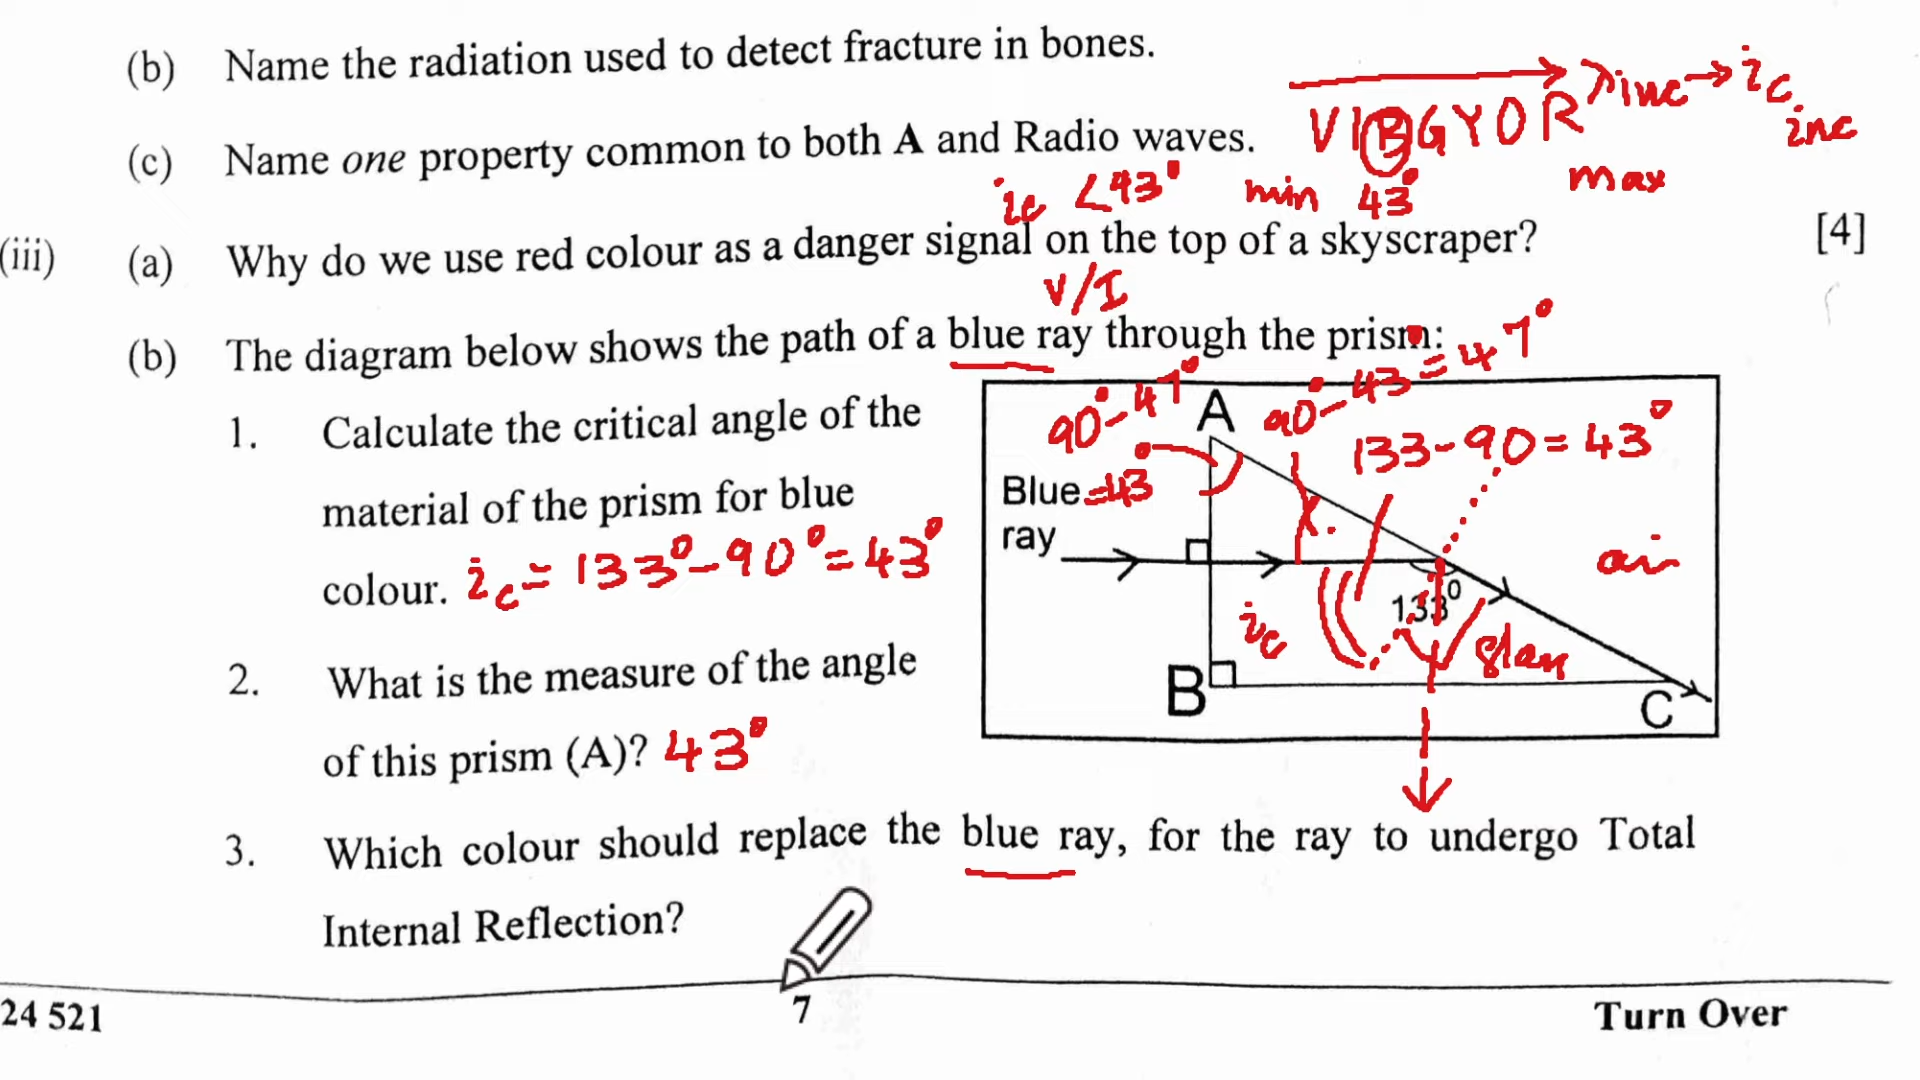 (b) Name the radiation used to detect fracture in bones.
λinc → ic inc
VIBGYOR
(c) Name one property common to both A and Radio waves.
ic <43° min 43° max
(iii) (a) Why do we use red colour as a danger signal on the top of a skyscraper? [4]
V/I
(b) The diagram below shows the path of a blue ray through the prism:
90°-43°=47°
90°-47°
=43°
A
133-90=43°
1. Calculate the critical angle of the
material of the prism for blue
colour. ic = 133°-90°=43°
Blue
ray
air
133°
ic
glass
B
C
2. What is the measure of the angle
of this prism (A)? 43°
3. Which colour should replace the blue ray, for the ray to undergo Total
Internal Reflection?
24 521
7
Turn Over